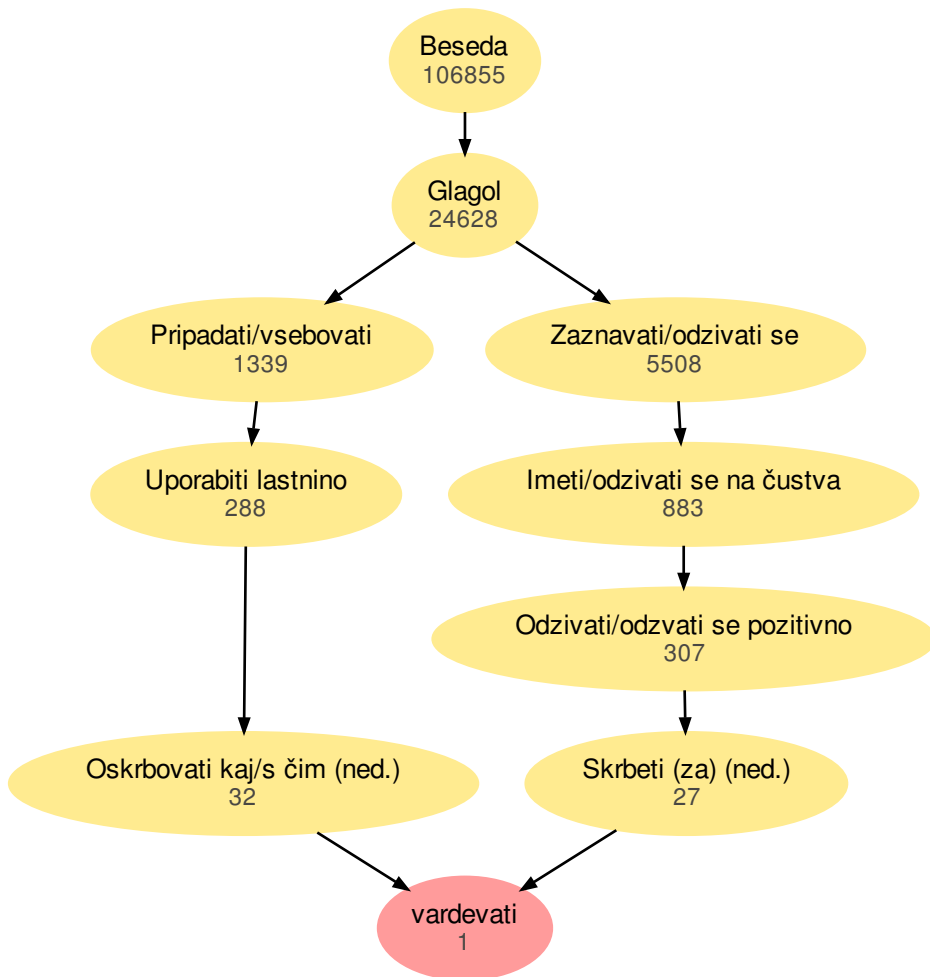 Beseda
106855
Glagol
24628
Pripadati/vsebovati
1339
Zaznavati/odzivati se
5508
Uporabiti lastnino
288
Imeti/odzivati se na čustva
883
Odzivati/odzvati se pozitivno
307
Oskrbovati kaj/s čim (ned.)
32
Skrbeti (za) (ned.)
27
vardevati
1